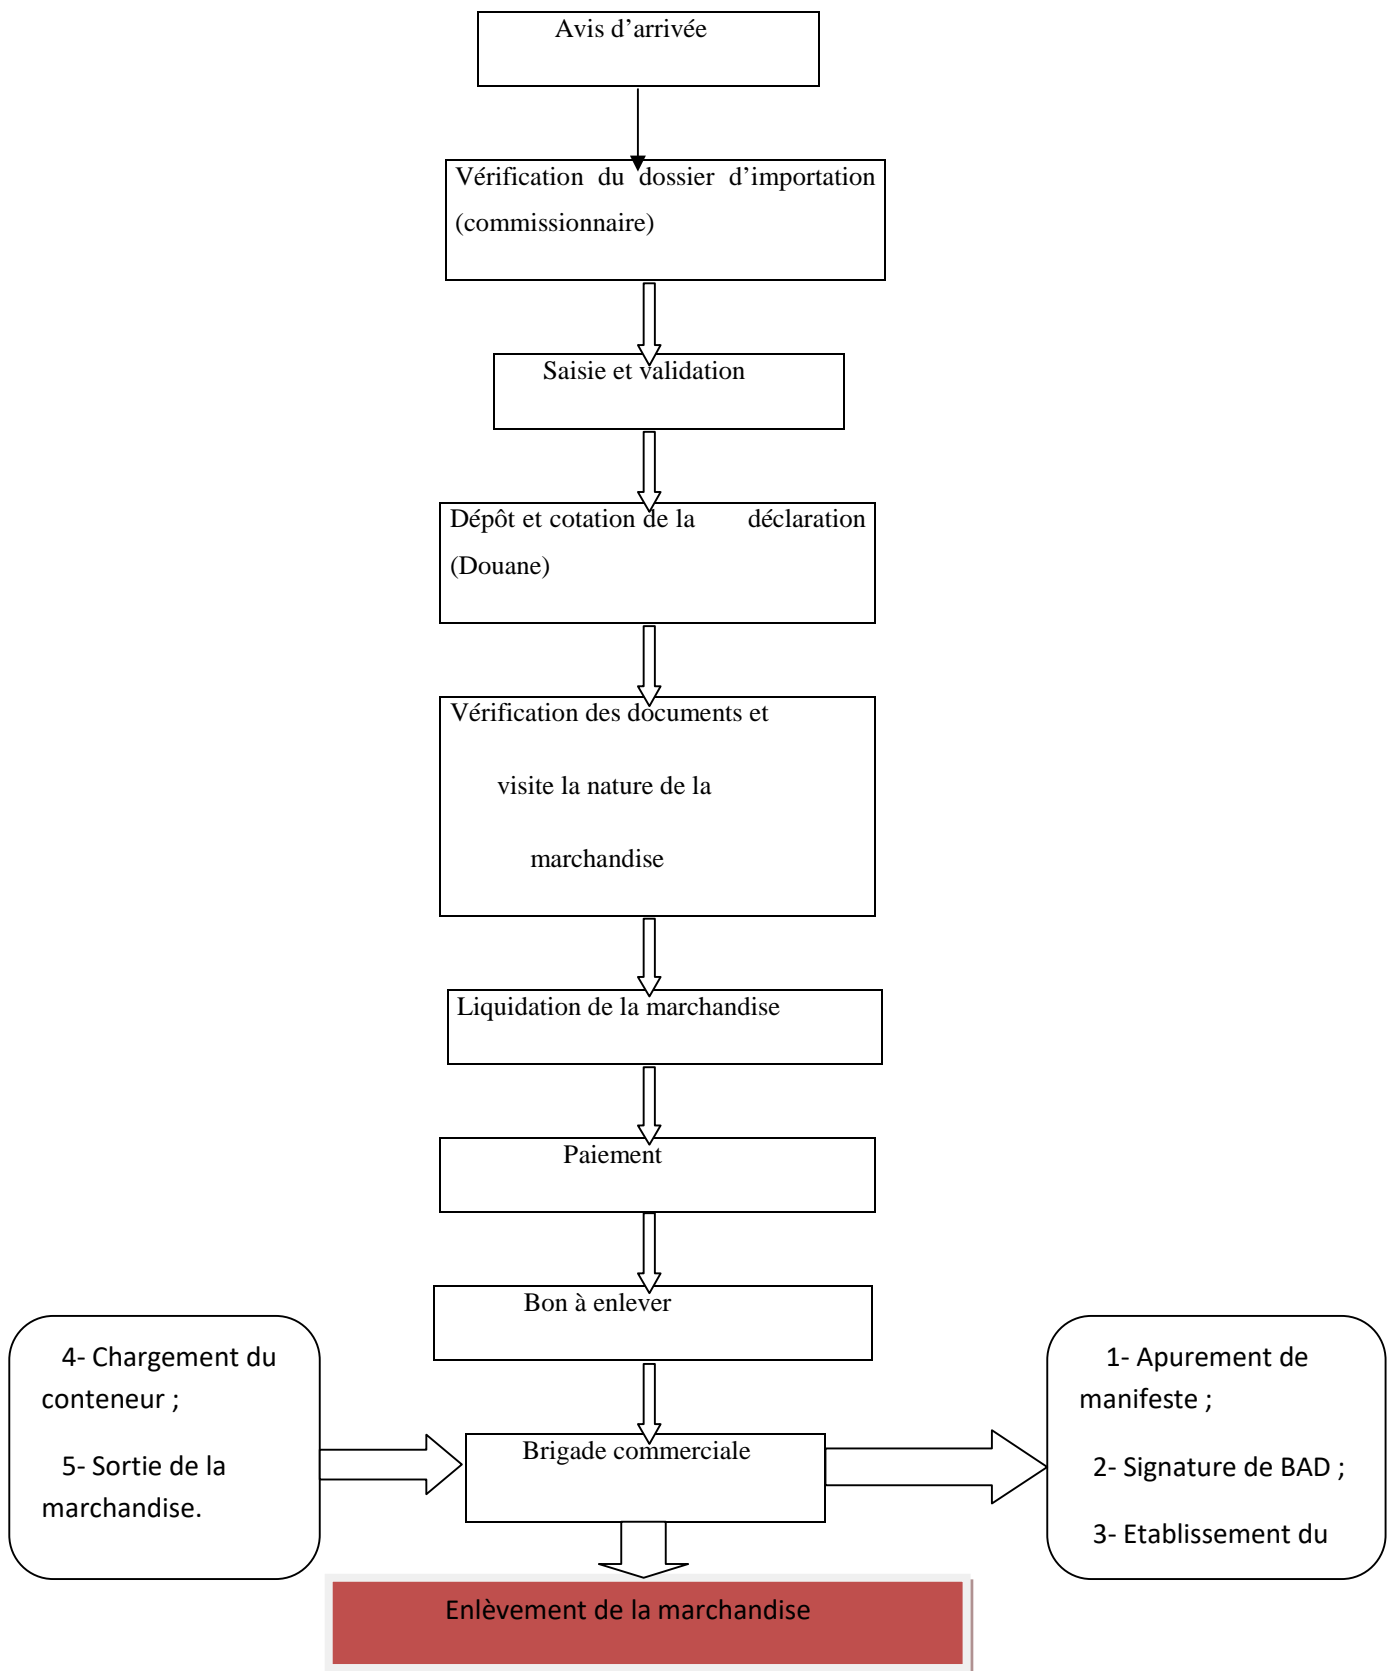 Avis d’arrivée
Vérification du dossier d’importation
(commissionnaire)
Saisie et validation
Dépôt et cotation de la déclaration
(Douane)
Vérification des documents et
visite la nature de la
marchandise
Liquidation de la marchandise
Paiement
Bon à enlever
4- Chargement du
conteneur ;
5- Sortie de la
marchandise.
Brigade commerciale
1- Apurement de
manifeste ;
2- Signature de BAD ;
3- Etablissement du
Enlèvement de la marchandise